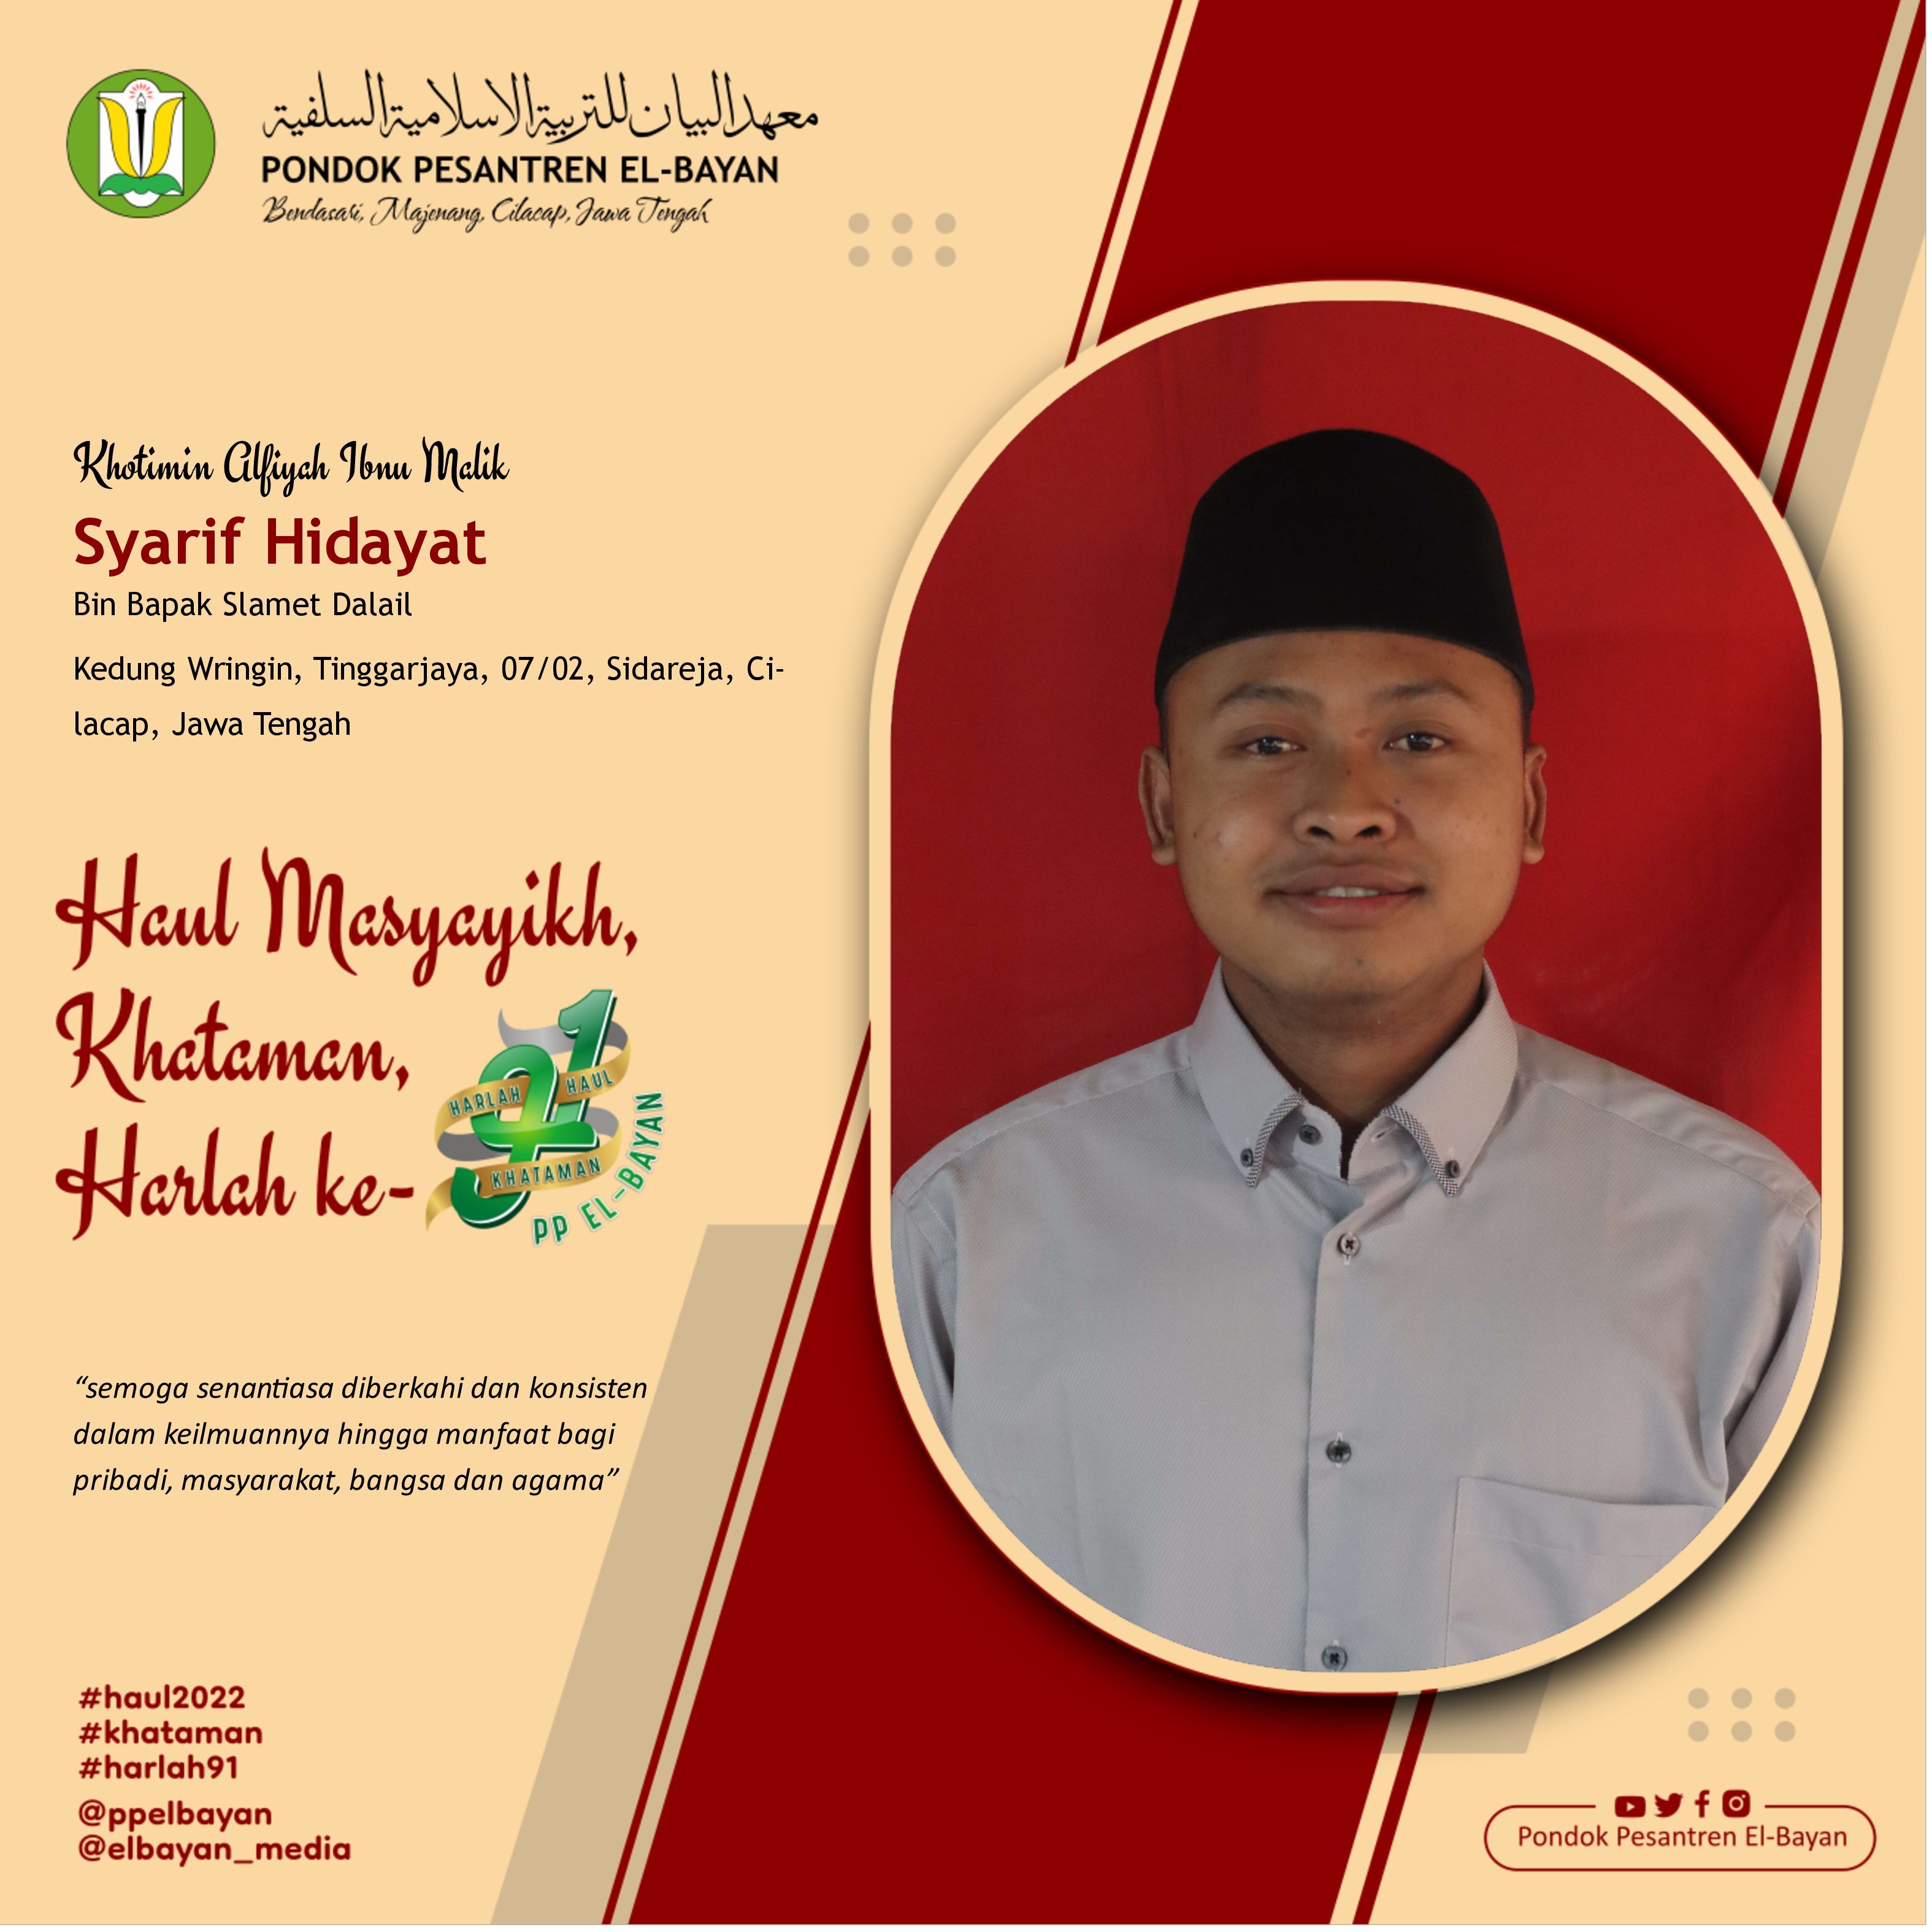 معهد البيان للتربية الاسلامية السلفية
PONDOK PESANTREN EL-BAYAN
Bendasari, Majenang, Cilacap, Jawa Tengah
Khotimin Alfiyah Ibnu Malik
Syarif Hidayat
Bin Bapak Slamet Dalail
Kedung Wringin, Tinggarjaya, 07/02, Sidareja, Ci-
lacap, Jawa Tengah
Haul Masyayikh,
Khataman,
Harlah ke-
91
HARLAH HAUL
KHATAMAN
PP EL-BAYAN
“semoga senantiasa diberkahi dan konsisten
dalam keilmuannya hingga manfaat bagi
pribadi, masyarakat, bangsa dan agama”
#haul2022
#khataman
#harlah91
@ppelbayan
@elbayan_media
Pondok Pesantren El-Bayan